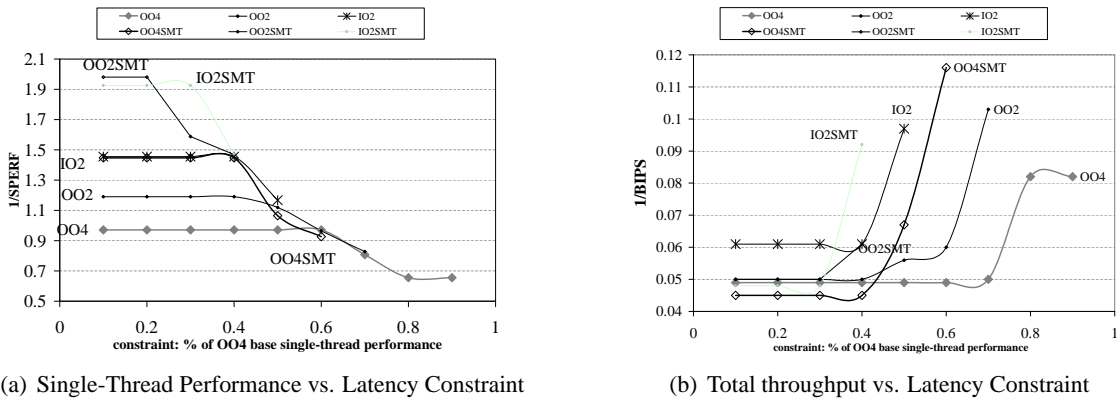 OO4 OO2 IO2
OO4SMT OO2SMT IO2SMT
2.1
1.9
1.7
1.5
1.3
1.1
0.9
0.7
0.5
1/SPERF
OO2SMT
IO2SMT
IO2
OO2
OO4
OO4SMT
0 0.2 0.4 0.6 0.8 1
constraint: % of OO4 base single-thread performance
(a) Single-Thread Performance vs. Latency Constraint
OO4 OO2 IO2
OO4SMT OO2SMT IO2SMT
0.12
0.11
0.10
0.09
0.08
0.07
0.06
0.05
0.04
1/BIPS
OO4SMT
IO2
OO2
IO2SMT
OO4
OO2SMT
0 0.2 0.4 0.6 0.8 1
constraint: % of OO4 base single-thread performance
(b) Total throughput vs. Latency Constraint